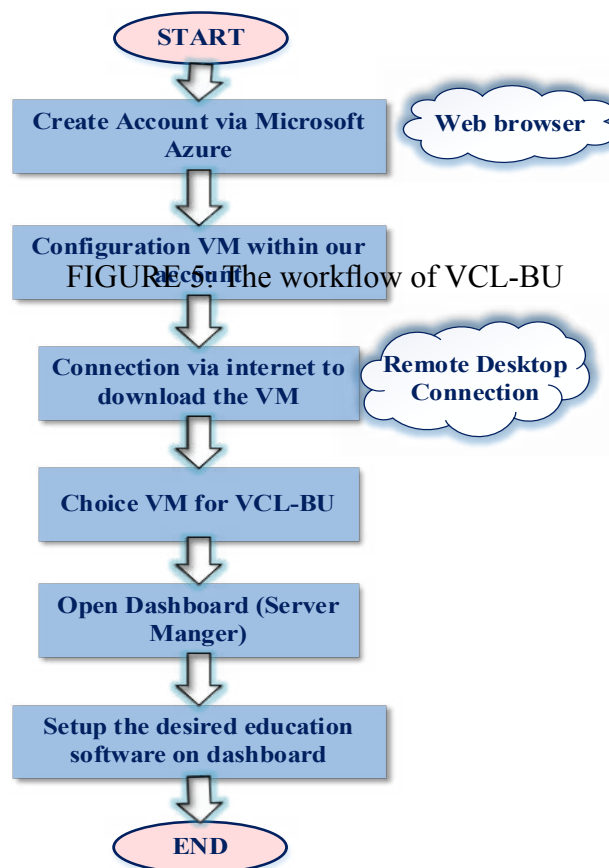 START
Create Account via Microsoft
Azure
Web browser
Configuration VM within our
account
FIGURE 5: The workflow of VCL-BU
Connection via internet to
download the VM
Remote Desktop
Connection
Choice VM for VCL-BU
Open Dashboard (Server
Manger)
Setup the desired education
software on dashboard
END